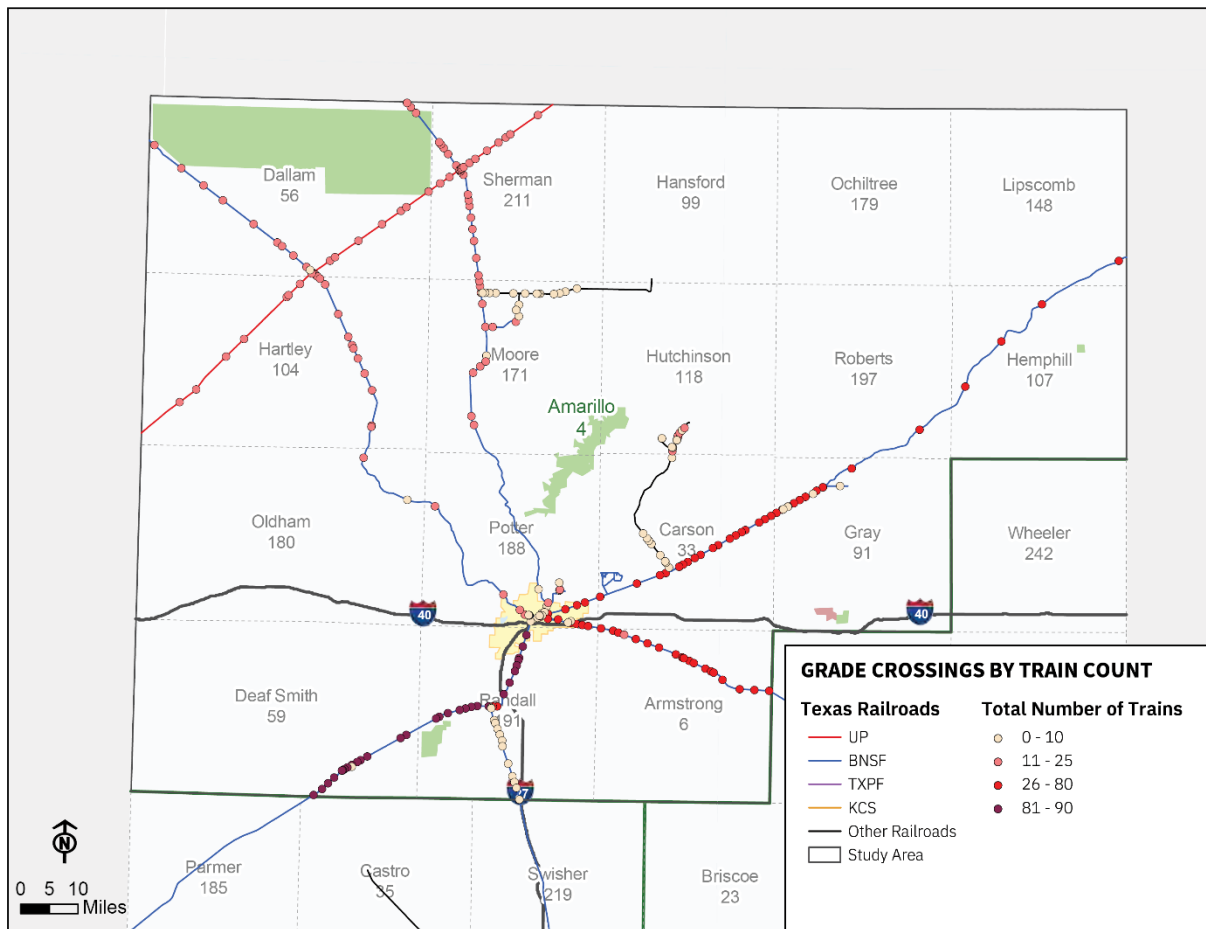 Dallam
56
Sherman
211
Hansford
99
Ochiltree
179
Lipscomb
148
Hartley
104
Moore
171
Hutchinson
118
Roberts
197
Hemphill
107
Amarillo
4
Oldham
180
Potter
188
Carson
33
Gray
91
Wheeler
242
40
40
Deaf Smith
59
Randall
191
Armstrong
6
Parmer
185
Castro
35
Swisher
219
Briscoe
23
N
0 5 10
Miles
GRADE CROSSINGS BY TRAIN COUNT
Texas Railroads
UP
BNSF
TXPF
KCS
Other Railroads
Study Area
Total Number of Trains
0 - 10
11 - 25
26 - 80
81 - 90